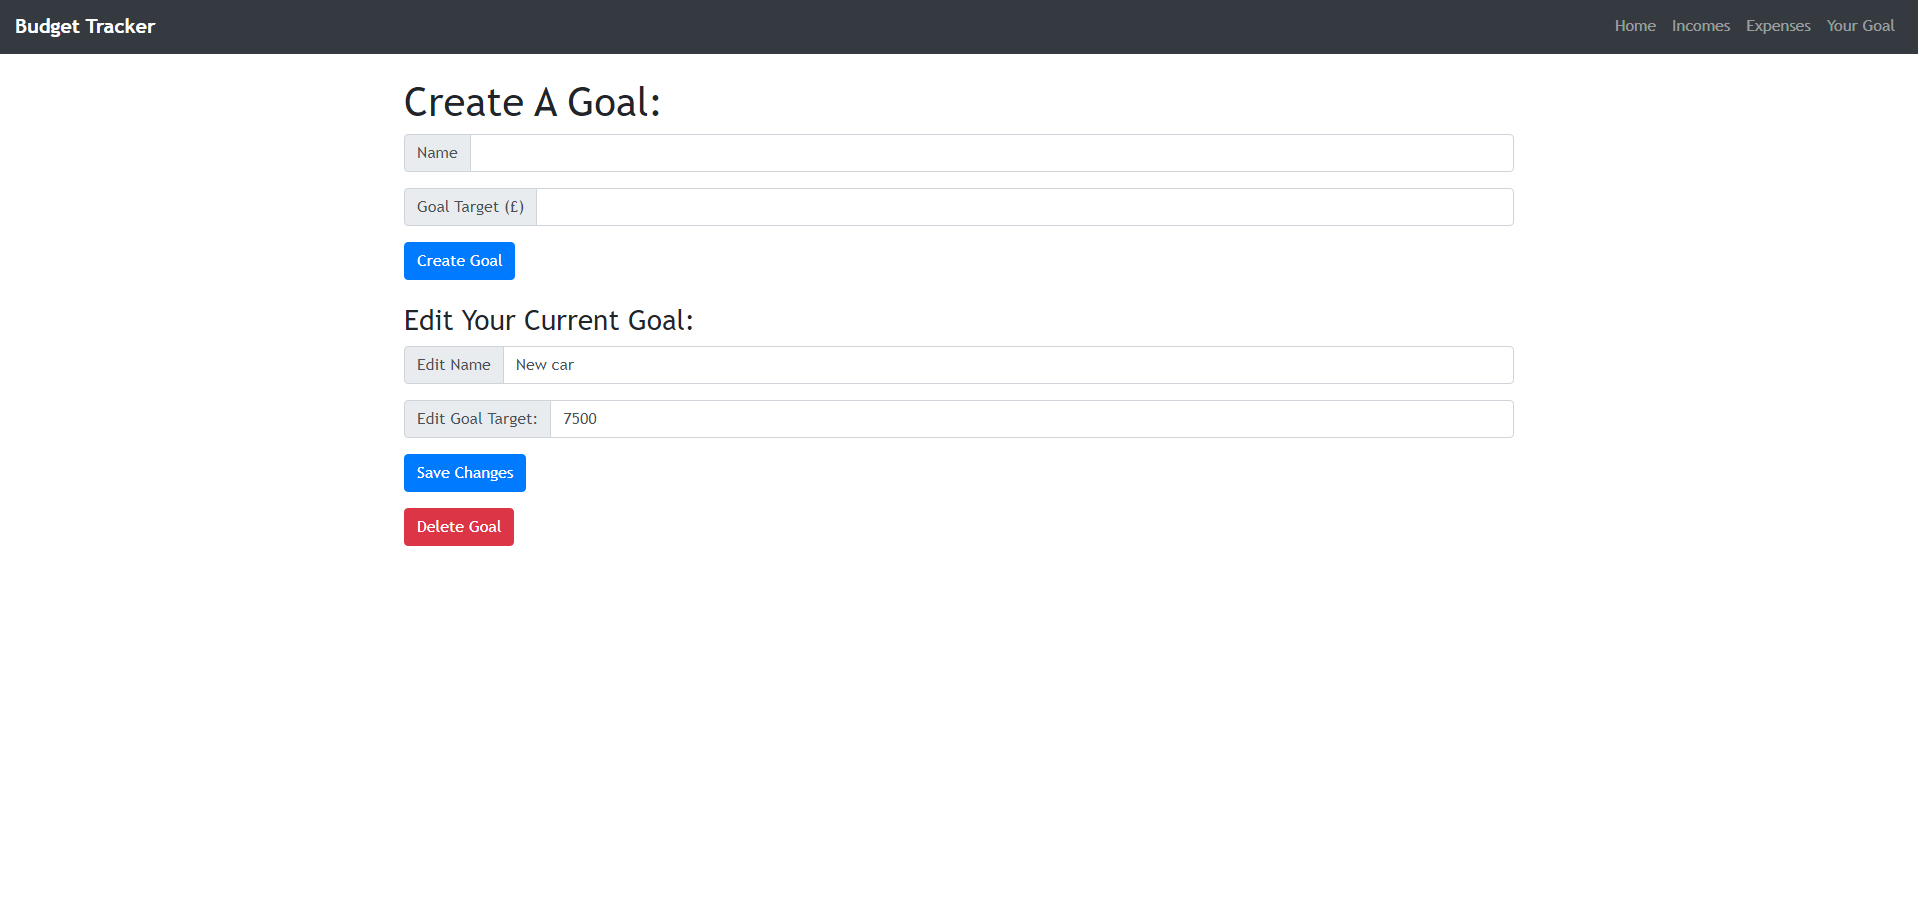 Budget Tracker Home Incomes Expenses Your Goal
Create A Goal:
Name
Goal Target (£)
Create Goal
Edit Your Current Goal:
Edit Name New car
Edit Goal Target: 7500
Save Changes
Delete Goal